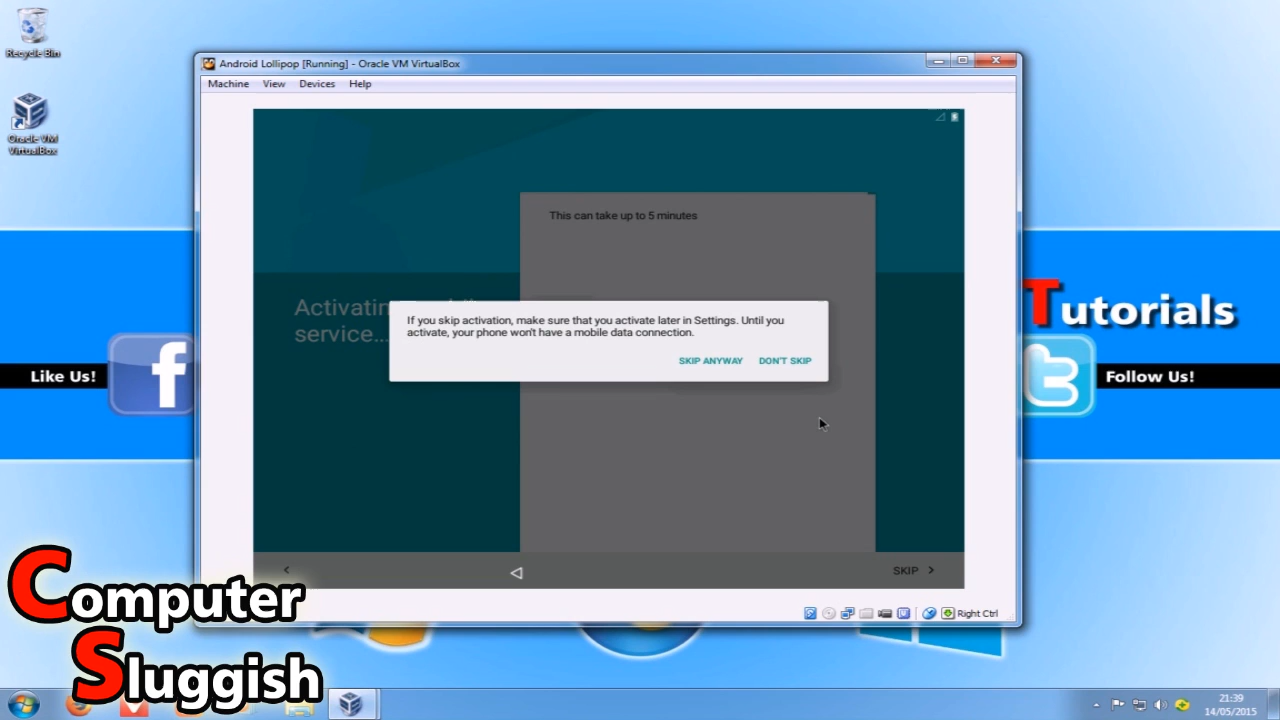 Recycle Bin
Oracle VM
VirtualBox
Android Lollipop [Running] - Oracle VM VirtualBox
Machine View Devices Help
This can take up to 5 minutes
Activatin
service...
If you skip activation, make sure that you activate later in Settings. Until you
activate, your phone won't have a mobile data connection.
SKIP ANYWAY DON'T SKIP
SKIP
Right Ctrl
Tutorials
Like Us!
f
t
Follow Us!
Computer
Sluggish
21:39
14/05/2015